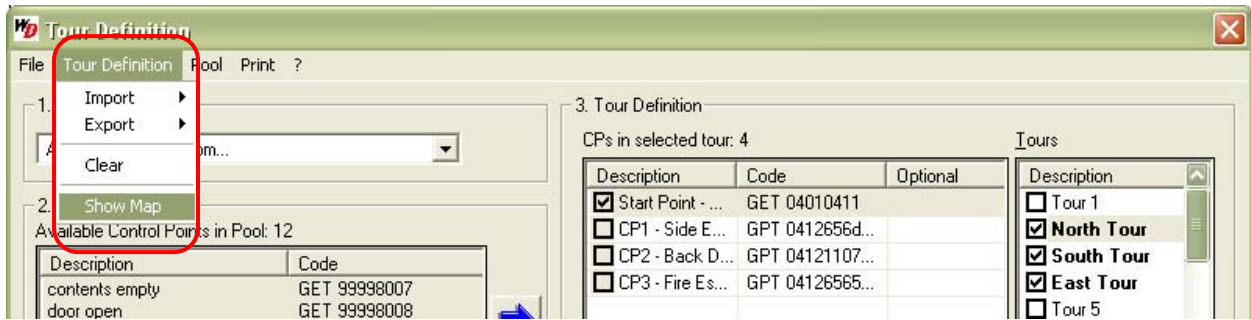 WD Tour Definition
File Tour Definition Pool Print ?
Import
Export
Clear
Show Map
1.
om...
2.
Available Control Points in Pool: 12
Description Code
contents empty GET 99998007
door open GET 99998008
3. Tour Definition
CPs in selected tour: 4
Description Code Optional
Start Point - ... GET 04010411
CP1 - Side E... GPT 0412656d...
CP2 - Back D... GPT 04121107...
CP3 - Fire Es... GPT 04126565...
Tours
Description
Tour 1
North Tour
South Tour
East Tour
Tour 5